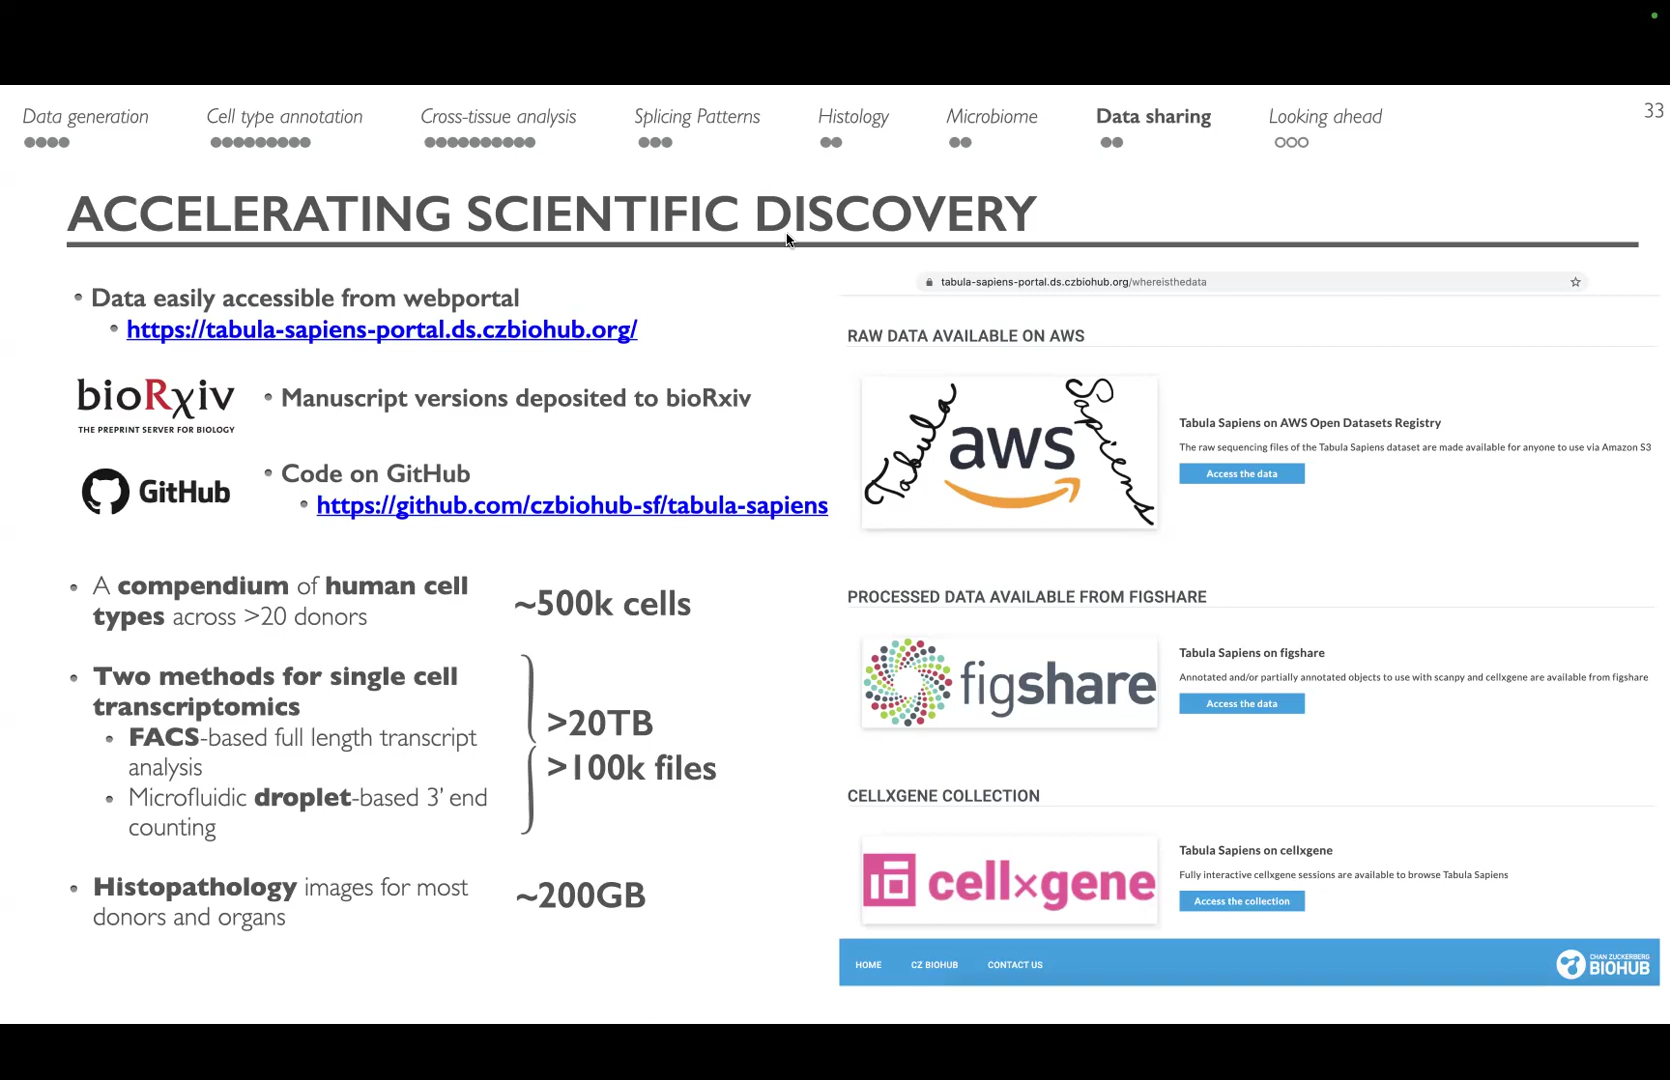 Data generation Cell type annotation Cross-tissue analysis Splicing Patterns Histology Microbiome Data sharing Looking ahead 33
ACCELERATING SCIENTIFIC DISCOVERY
• Data easily accessible from webportal
• https://tabula-sapiens-portal.ds.czbiohub.org/
bioRxiv
THE PREPRINT SERVER FOR BIOLOGY
• Manuscript versions deposited to bioRxiv
GitHub
• Code on GitHub
• https://github.com/czbiohub-sf/tabula-sapiens
• A compendium of human cell
types across >20 donors
~500k cells
• Two methods for single cell
transcriptomics
• FACS-based full length transcript
analysis
• Microfluidic droplet-based 3’ end
counting
>20TB
>100k files
• Histopathology images for most
donors and organs
~200GB
tabula-sapiens-portal.ds.czbiohub.org/whereisthedata
RAW DATA AVAILABLE ON AWS
Tabula aws Sapiens
Tabula Sapiens on AWS Open Datasets Registry
The raw sequencing files of the Tabula Sapiens dataset are made available for anyone to use via Amazon S3
Access the data
PROCESSED DATA AVAILABLE FROM FIGSHARE
figshare
Tabula Sapiens on figshare
Annotated and/or partially annotated objects to use with scanpy and cellxgene are available from figshare
Access the data
CELLXGENE COLLECTION
cellxgene
Tabula Sapiens on cellxgene
Fully interactive cellxgene sessions are available to browse Tabula Sapiens
Access the collection
HOME CZ BIOHUB CONTACT US
CHAN ZUCKERBERG
BIOHUB